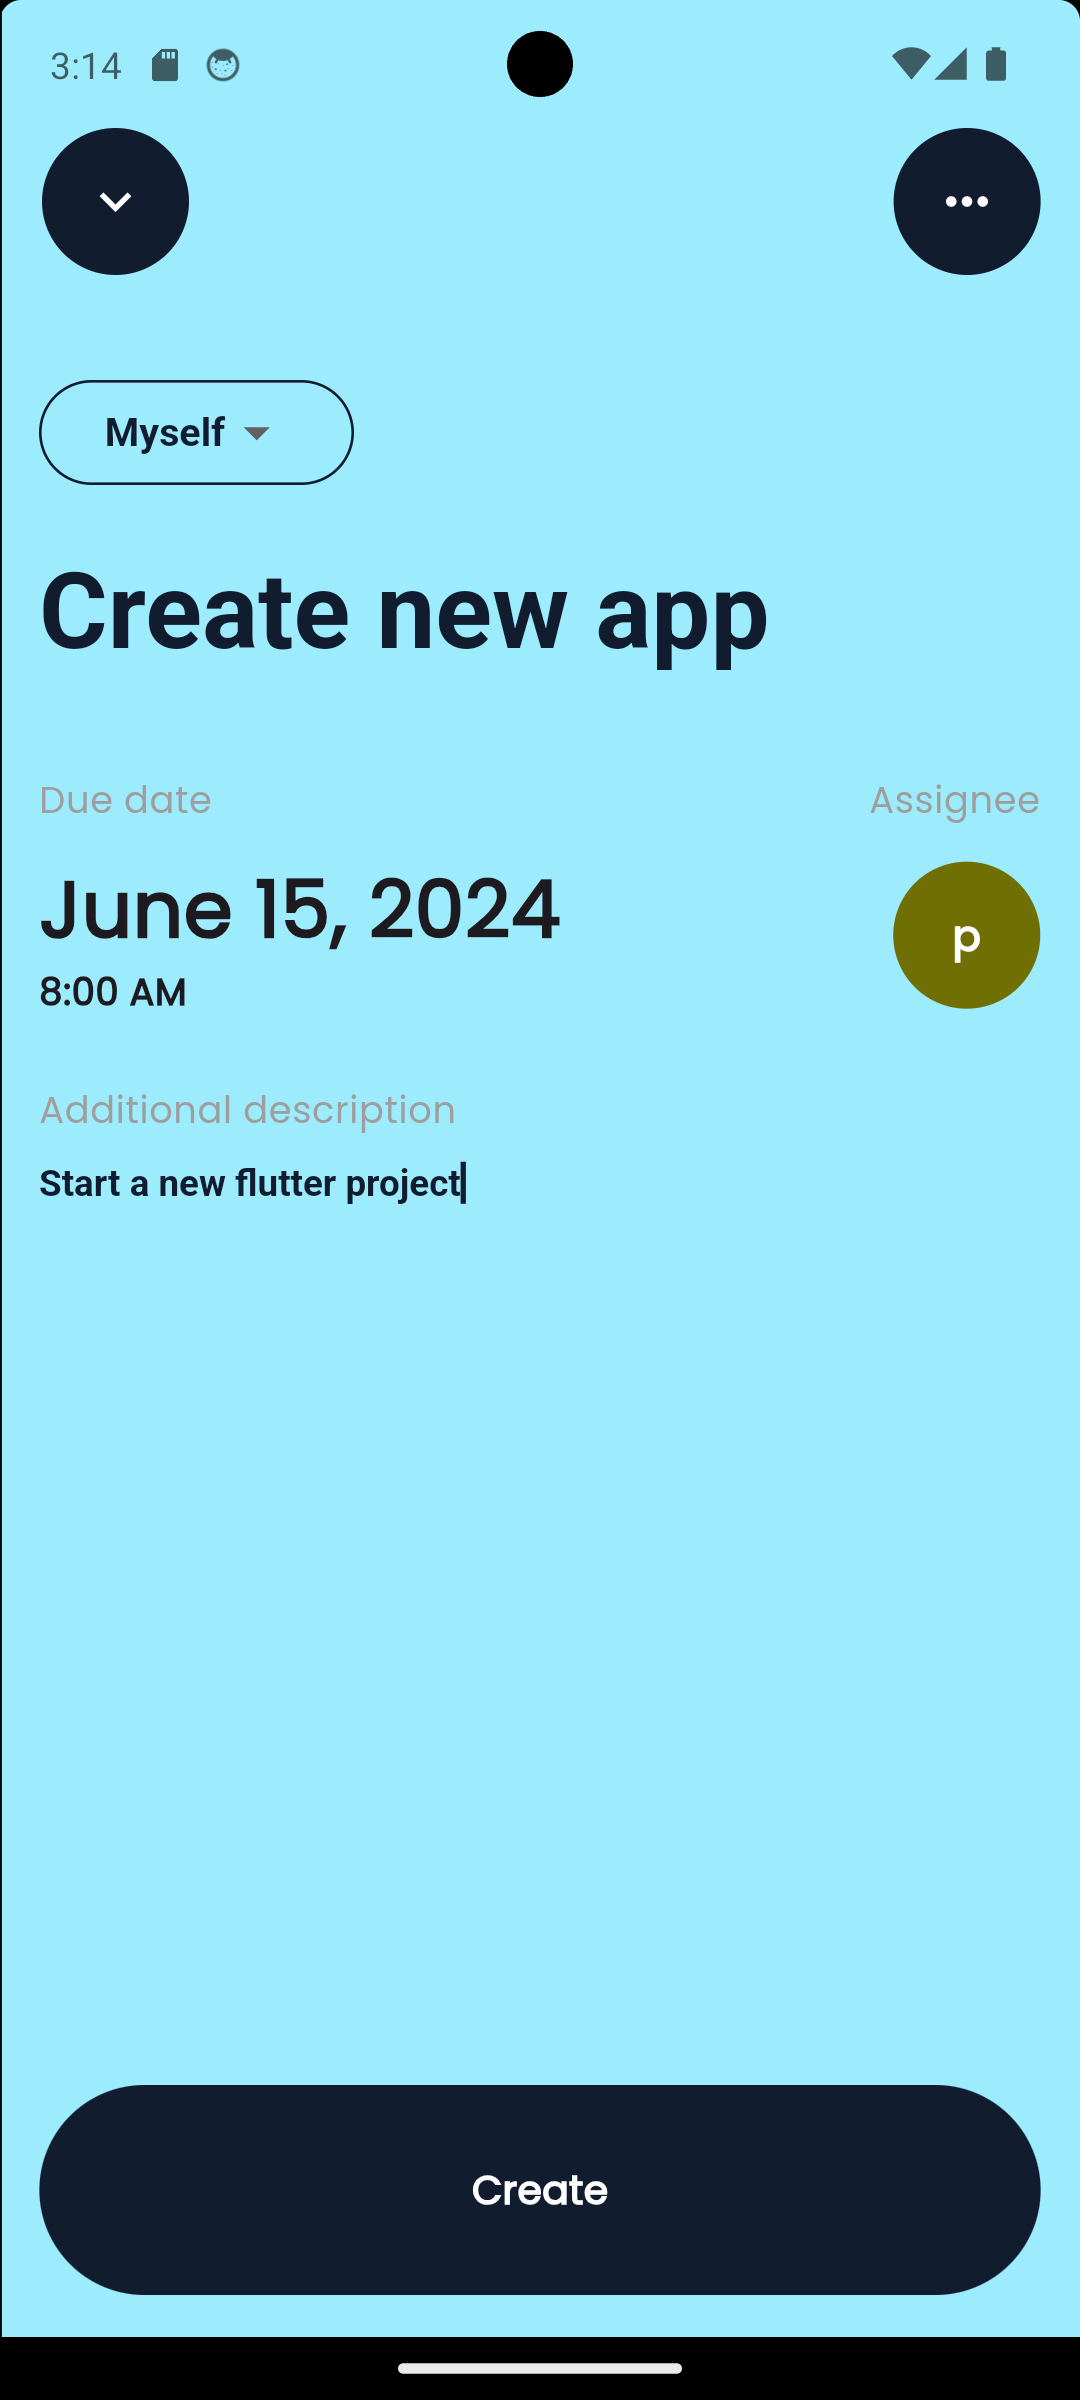 3:14
Myself
Create new app
Due date
Assignee
June 15, 2024
p
8:00 AM
Additional description
Start a new flutter project
Create